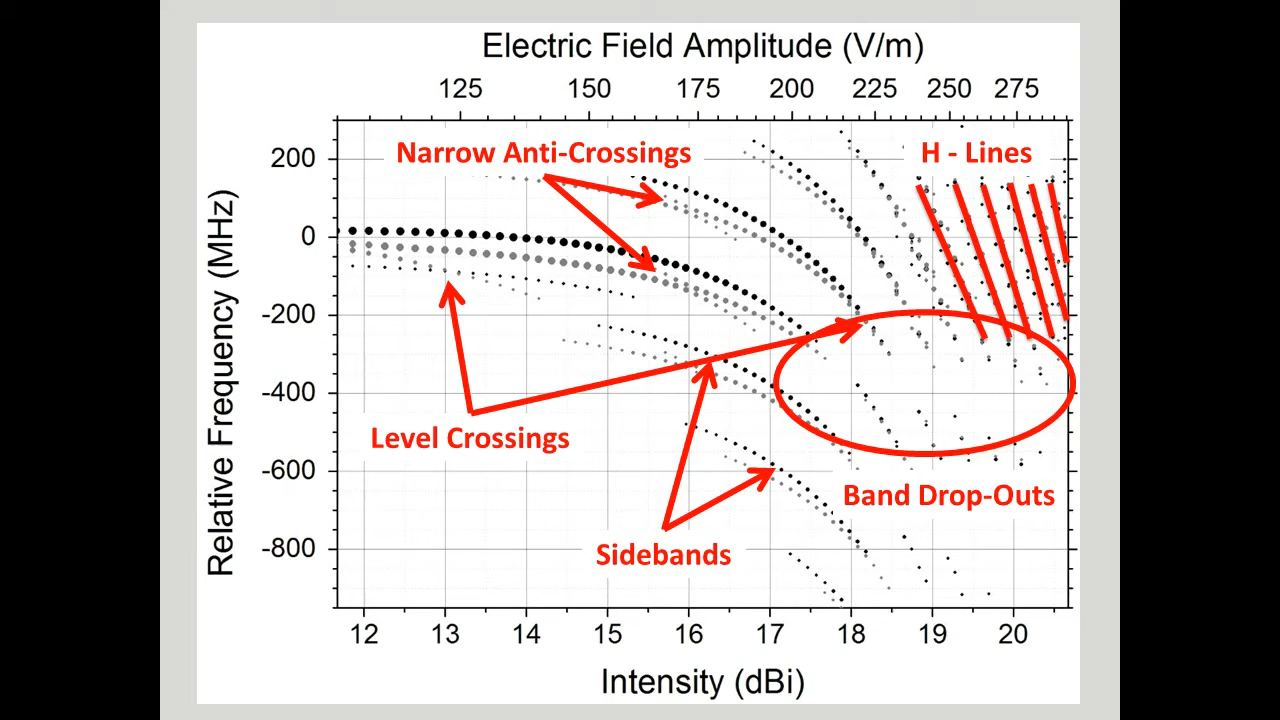 Electric Field Amplitude (V/m)
125 150 175 200 225 250 275
Narrow Anti-Crossings
H - Lines
200
0
-200
-400
-600
-800
Relative Frequency (MHz)
Level Crossings
Band Drop-Outs
Sidebands
12 13 14 15 16 17 18 19 20
Intensity (dBi)